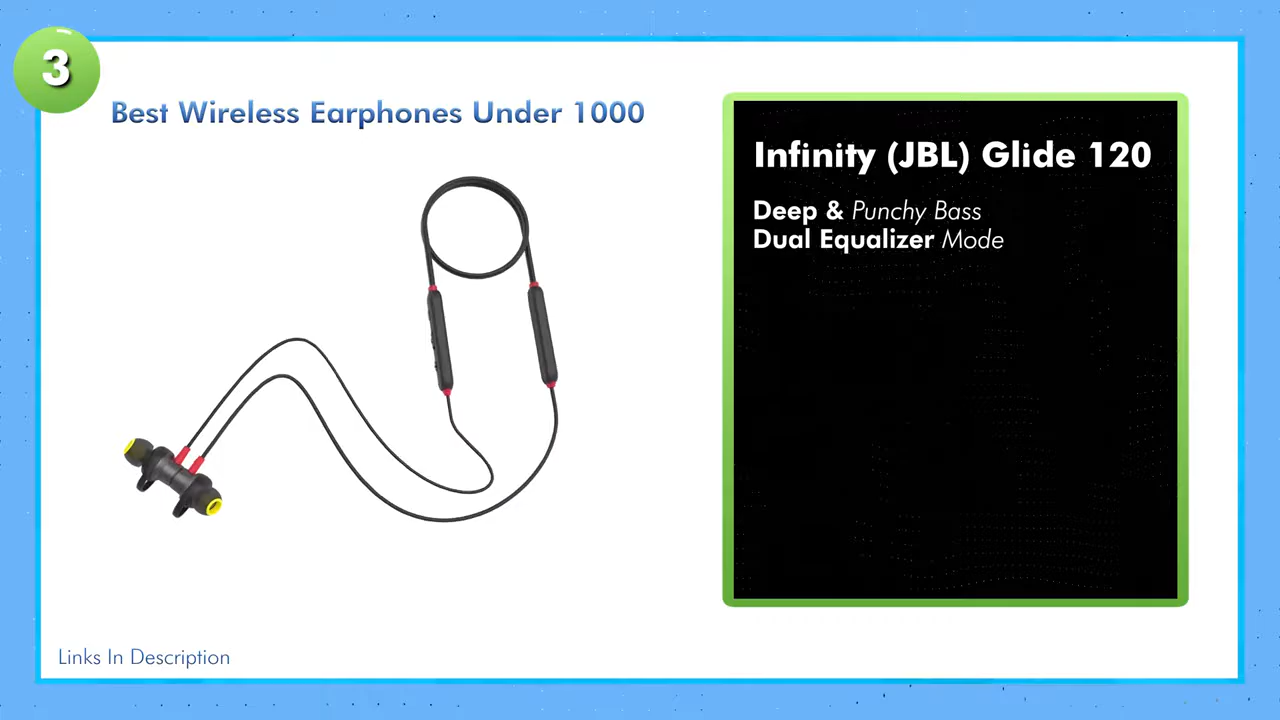 3
Best Wireless Earphones Under 1000
Infinity (JBL) Glide 120
Deep & Punchy Bass
Dual Equalizer Mode
Links In Description